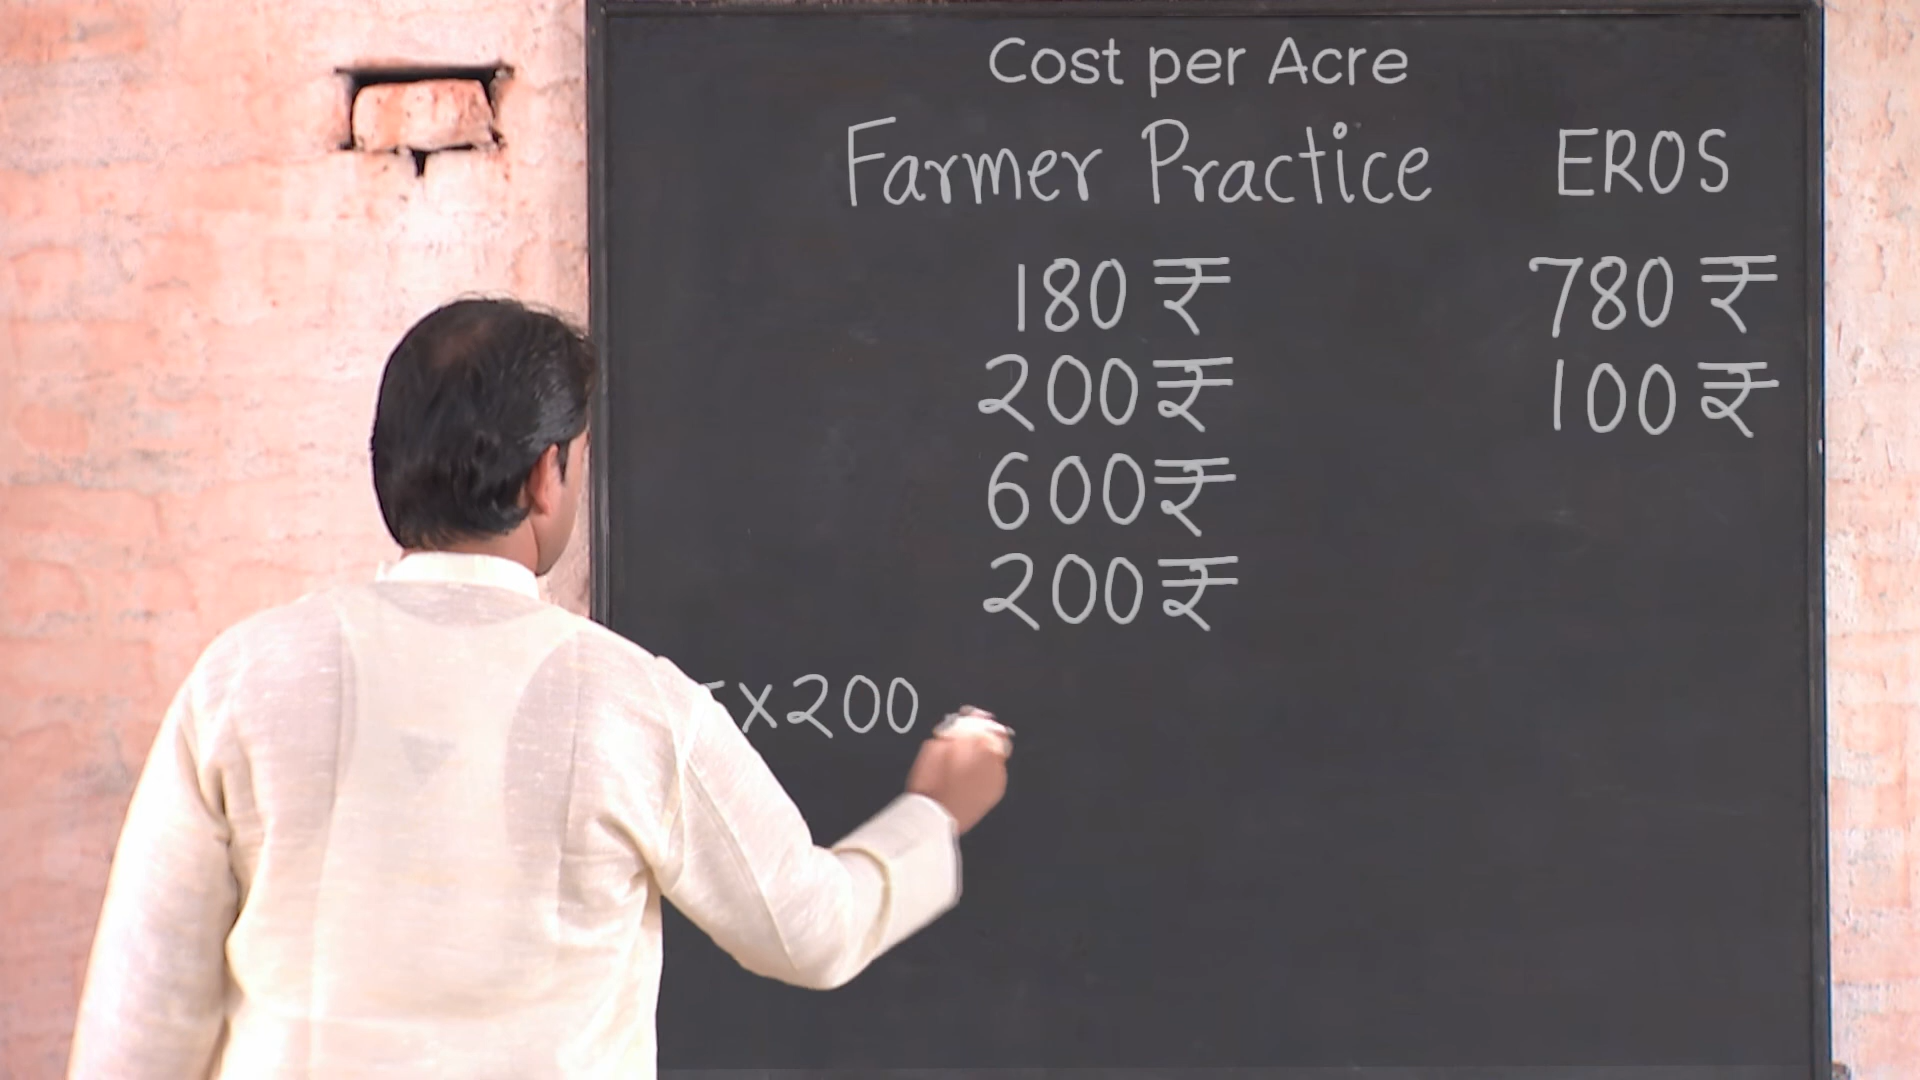 Cost per Acre
Farmer Practice EROS
180 ₹ 780 ₹
200 ₹ 100 ₹
600 ₹
200 ₹
x200